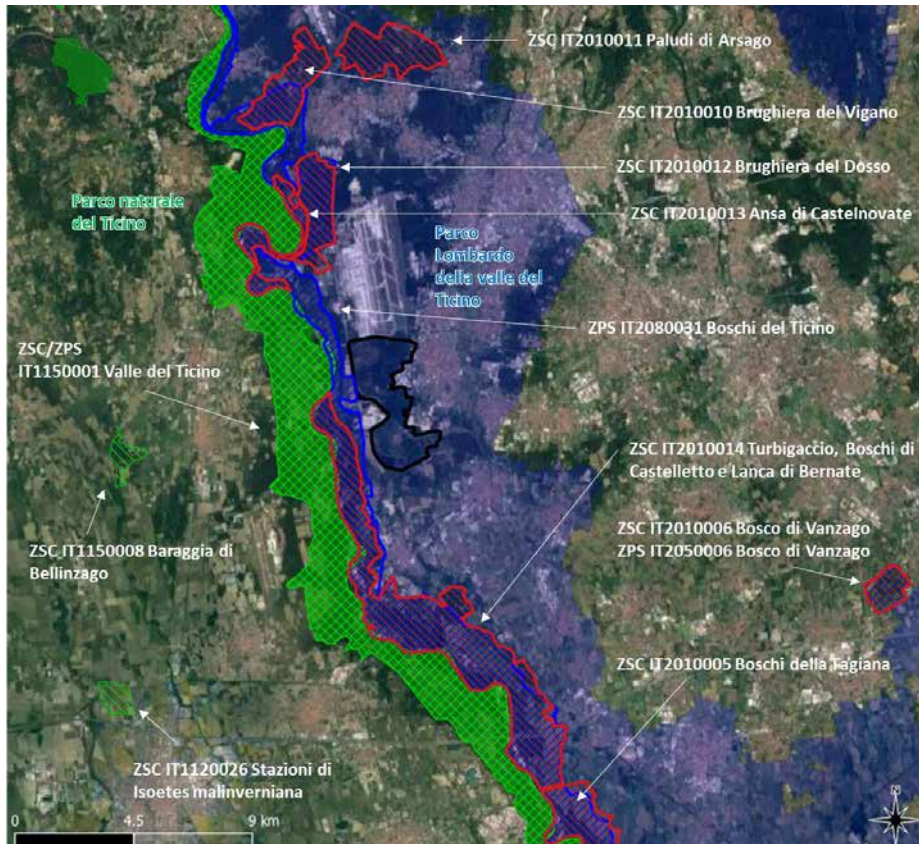 ZSC IT2010011 Paludi di Arsago
ZSC IT2010010 Brughiera del Vigano
ZSC IT2010012 Brughiera del Dosso
Parco naturale
del Ticino
ZSC IT2010013 Ansa di Castelnovate
Parco
Lombardo
della valle del
Ticino
ZPS IT2080031 Boschi del Ticino
ZSC/ZPS
IT1150001 Valle del Ticino
ZSC IT2010014 Turbigaccio, Boschi di
Castelletto e Lanca di Bernate
ZSC IT2010006 Bosco di Vanzago
ZPS IT2050006 Bosco di Vanzago
ZSC IT1150008 Baraggia di
Bellinzago
ZSC IT2010005 Boschi della Fagiana
ZSC IT1120026 Stazioni di
Isoetes malinverniana
0 4.5 9 km
N